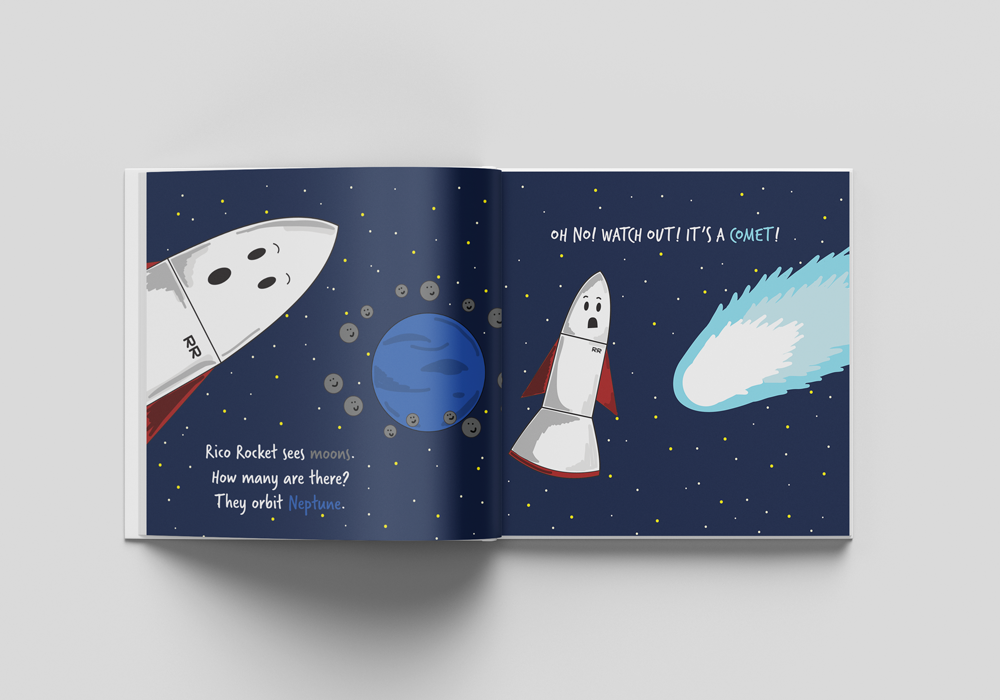 RR
Rico Rocket sees moons.
How many are there?
They orbit Neptune.
OH NO! WATCH OUT! IT'S A COMET!
RR